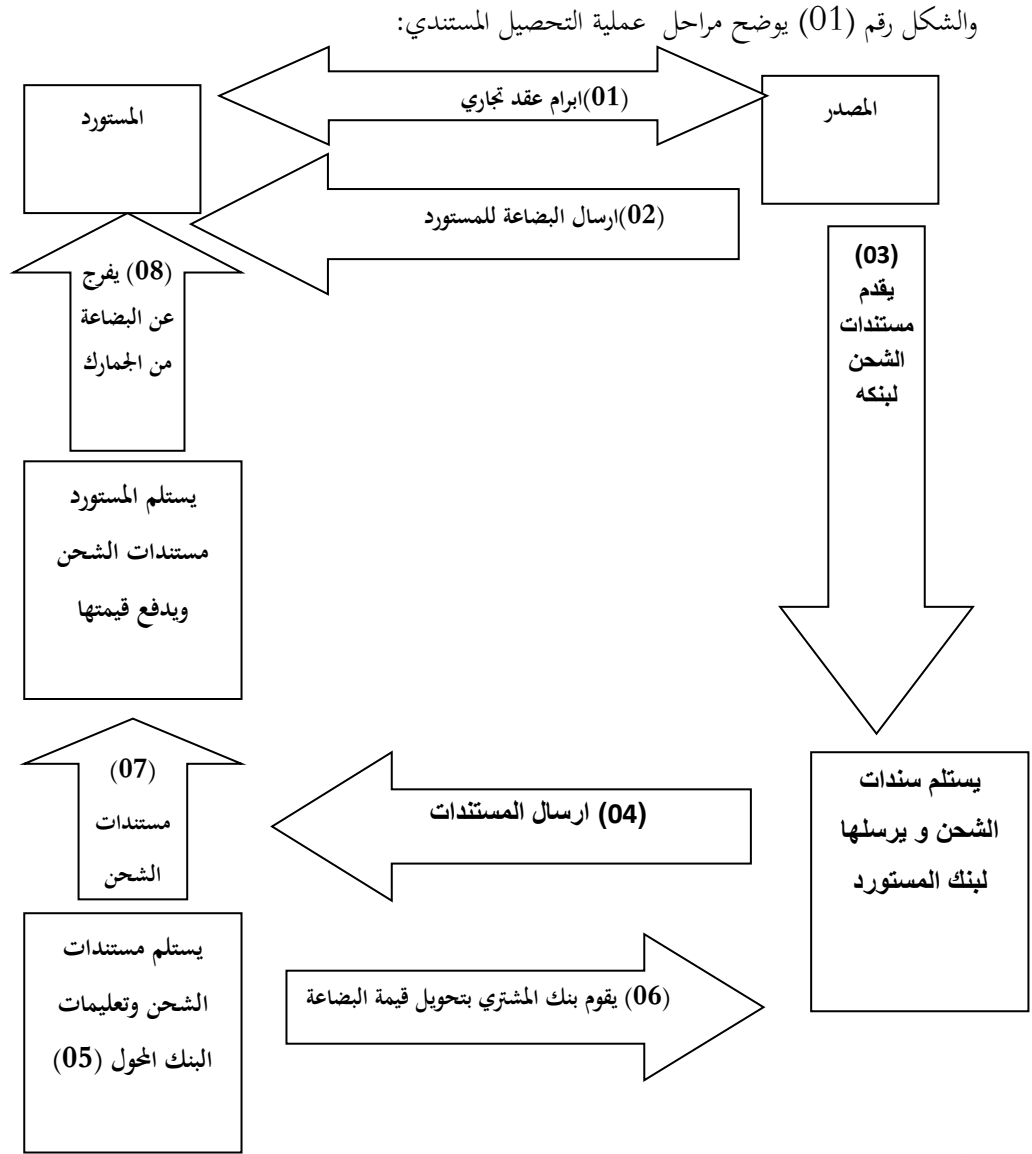 والشكل رقم (01) يوضح مراحل عملية التحصيل المستندي:
المصدر
(01)ابرام عقد تجاري
المستورد
(02)ارسال البضاعة للمستورد
(03)
يقدم
مستندات
الشحن
لبنكه
(08) يفرج
عن البضاعة
من الجمارك
يستلم المستورد
مستندات الشحن
ويدفع قيمتها
يستلم سندات
الشحن و يرسلها
لبنك المستورد
(04) ارسال المستندات
(07)
مستندات
الشحن
يستلم مستندات
الشحن وتعليمات
البنك المحول (05)
(06) يقوم بنك المشتري بتحويل قيمة البضاعة